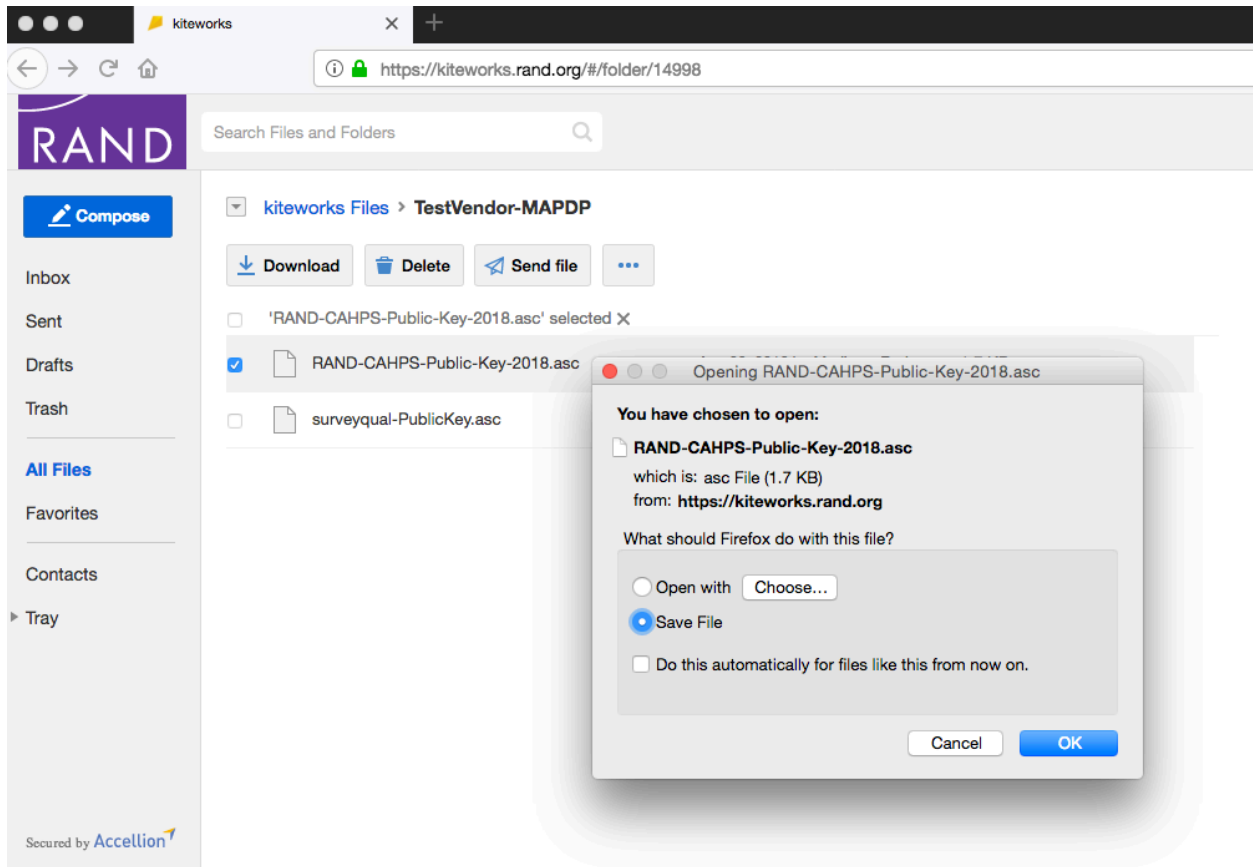 kiteworks
https://kiteworks.rand.org/#/folder/14998
RAND
Search Files and Folders
Compose
kiteworks Files > TestVendor-MAPDP
Download Delete Send file
Inbox
Sent
'RAND-CAHPS-Public-Key-2018.asc' selected
RAND-CAHPS-Public-Key-2018.asc
Drafts
Trash
surveyqual-PublicKey.asc
All Files
Favorites
Contacts
Tray
Secured by Accellion
Opening RAND-CAHPS-Public-Key-2018.asc
You have chosen to open:
RAND-CAHPS-Public-Key-2018.asc
which is: asc File (1.7 KB)
from: https://kiteworks.rand.org
What should Firefox do with this file?
Open with Choose...
Save File
Do this automatically for files like this from now on.
Cancel OK